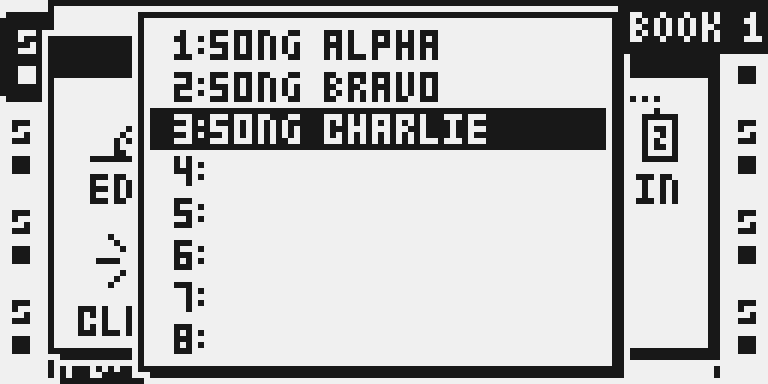 BOOK 1
1:SONG ALPHA
2:SONG BRAVO
3:SONG CHARLIE
4:
5:
6:
7:
8:
ED
IN
CLI